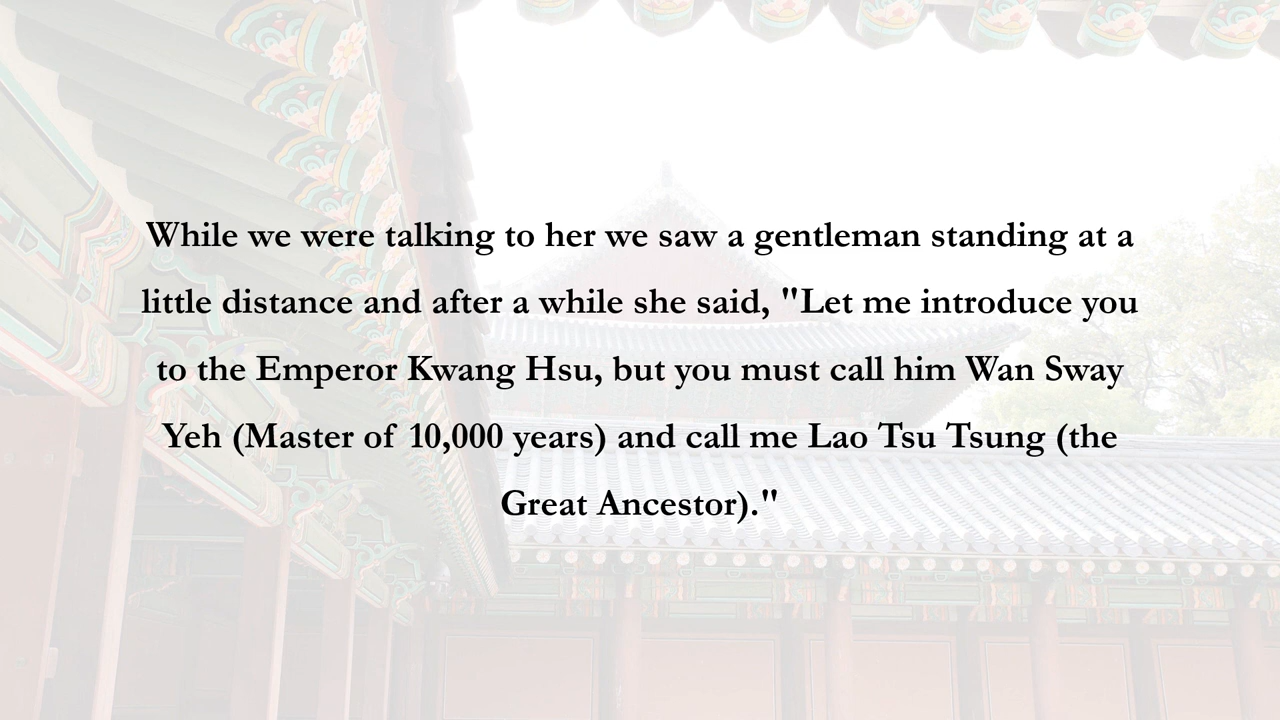 While we were talking to her we saw a gentleman standing at a
little distance and after a while she said, "Let me introduce you
to the Emperor Kwang Hsu, but you must call him Wan Sway
Yeh (Master of 10,000 years) and call me Lao Tsu Tsung (the
Great Ancestor)."